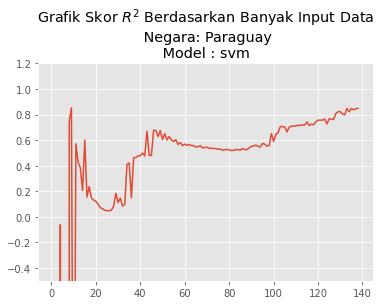 Grafik Skor R² Berdasarkan Banyak Input Data
Negara: Paraguay
Model : svm
1.2
1.0
0.8
0.6
0.4
0.2
0.0
−0.2
−0.4
0 20 40 60 80 100 120 140